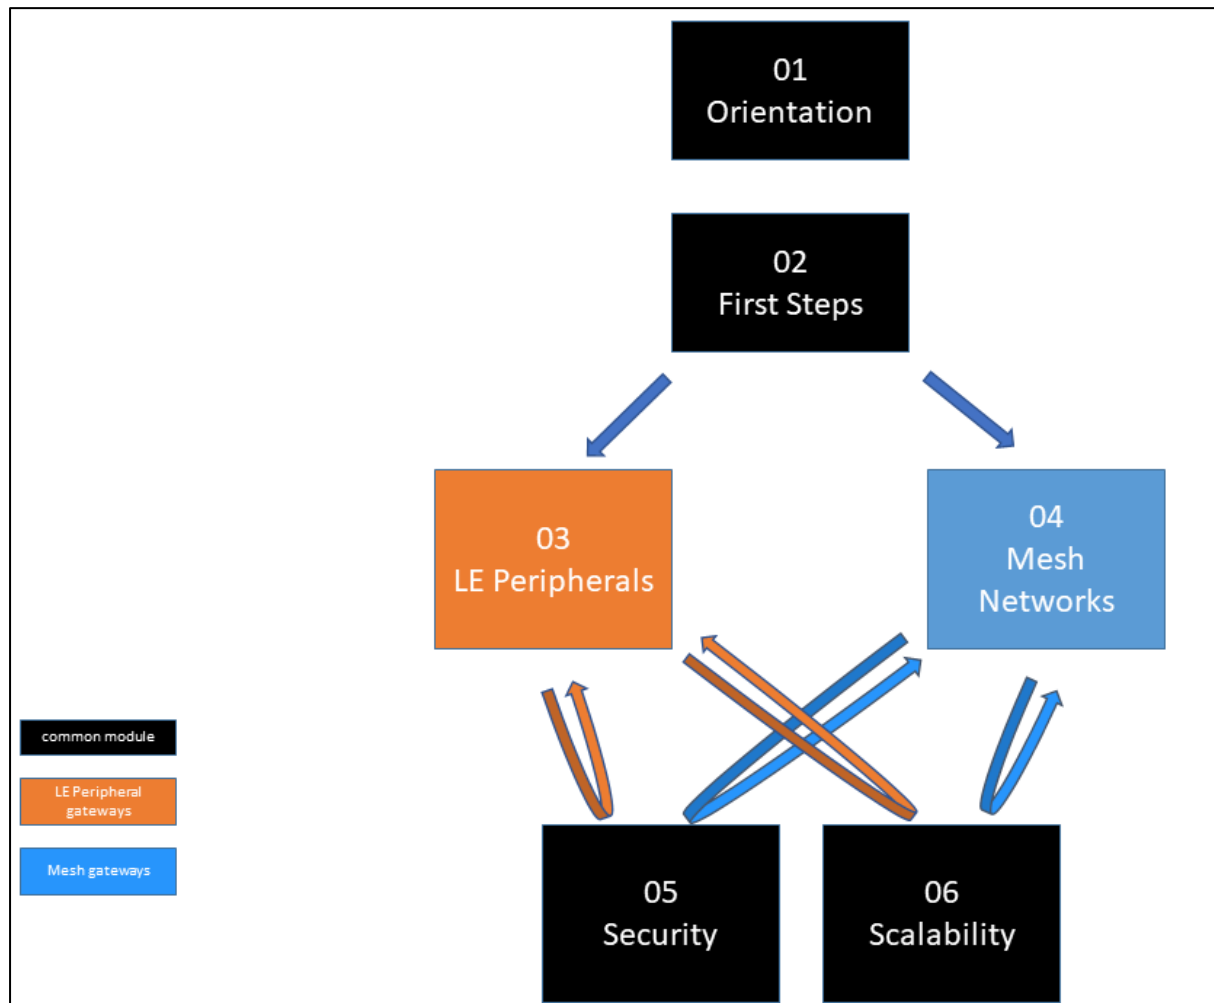 01
Orientation
02
First Steps
03
LE Peripherals
04
Mesh
Networks
common module
LE Peripheral
gateways
Mesh gateways
05
Security
06
Scalability